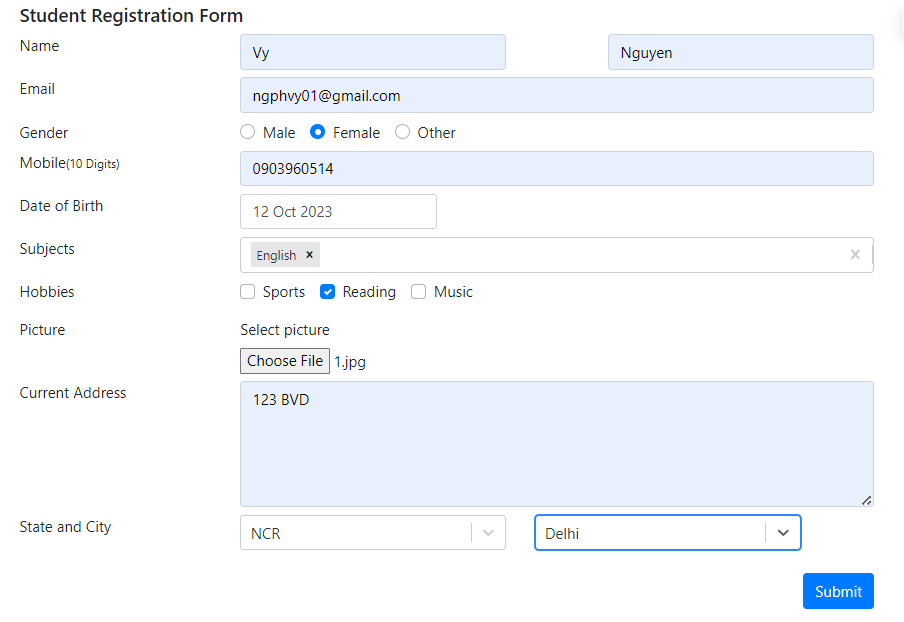 Student Registration Form
Name Vy Nguyen
Email ngphvy01@gmail.com
Gender Male Female Other
Mobile(10 Digits) 0903960514
Date of Birth 12 Oct 2023
Subjects English ×
Hobbies Sports Reading Music
Picture Select picture
Choose File 1.jpg
Current Address 123 BVD
State and City NCR Delhi
Submit